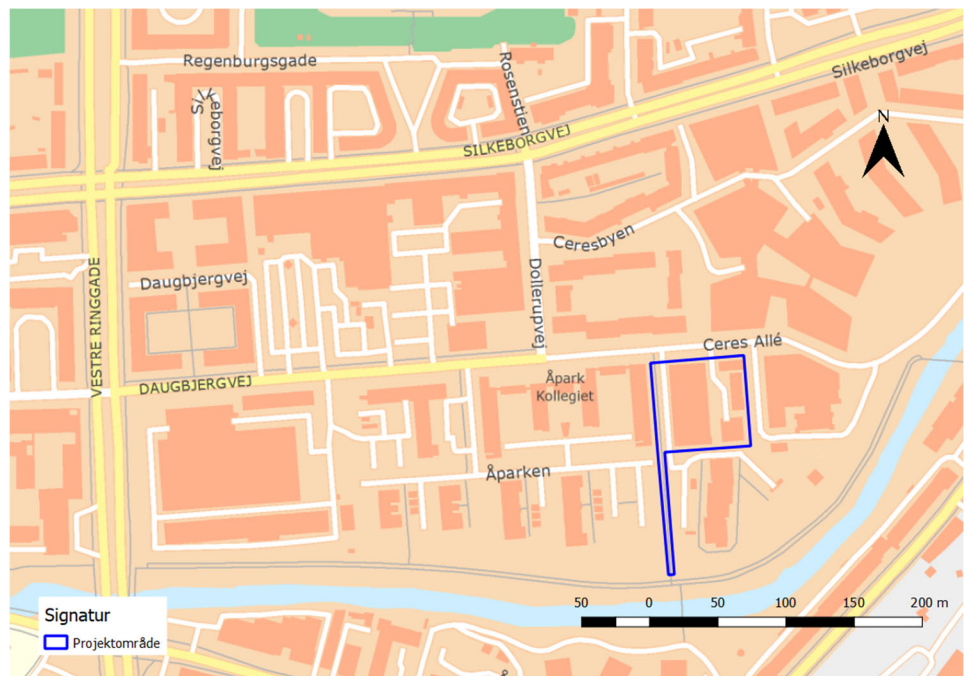 Regenburgsgade
Rosenstien
Silkeborgvej
Silkeborgvej
SILKEBORGVEJ
N
Ceresbyen
Daugbjergvej
Dollerupvej
VESTRE RINGGADE
Ceres Allé
DAUGBJERGVEJ
Åpark
Kollegiet
Åparken
Signatur
Projektområde
50 0 50 100 150 200 m